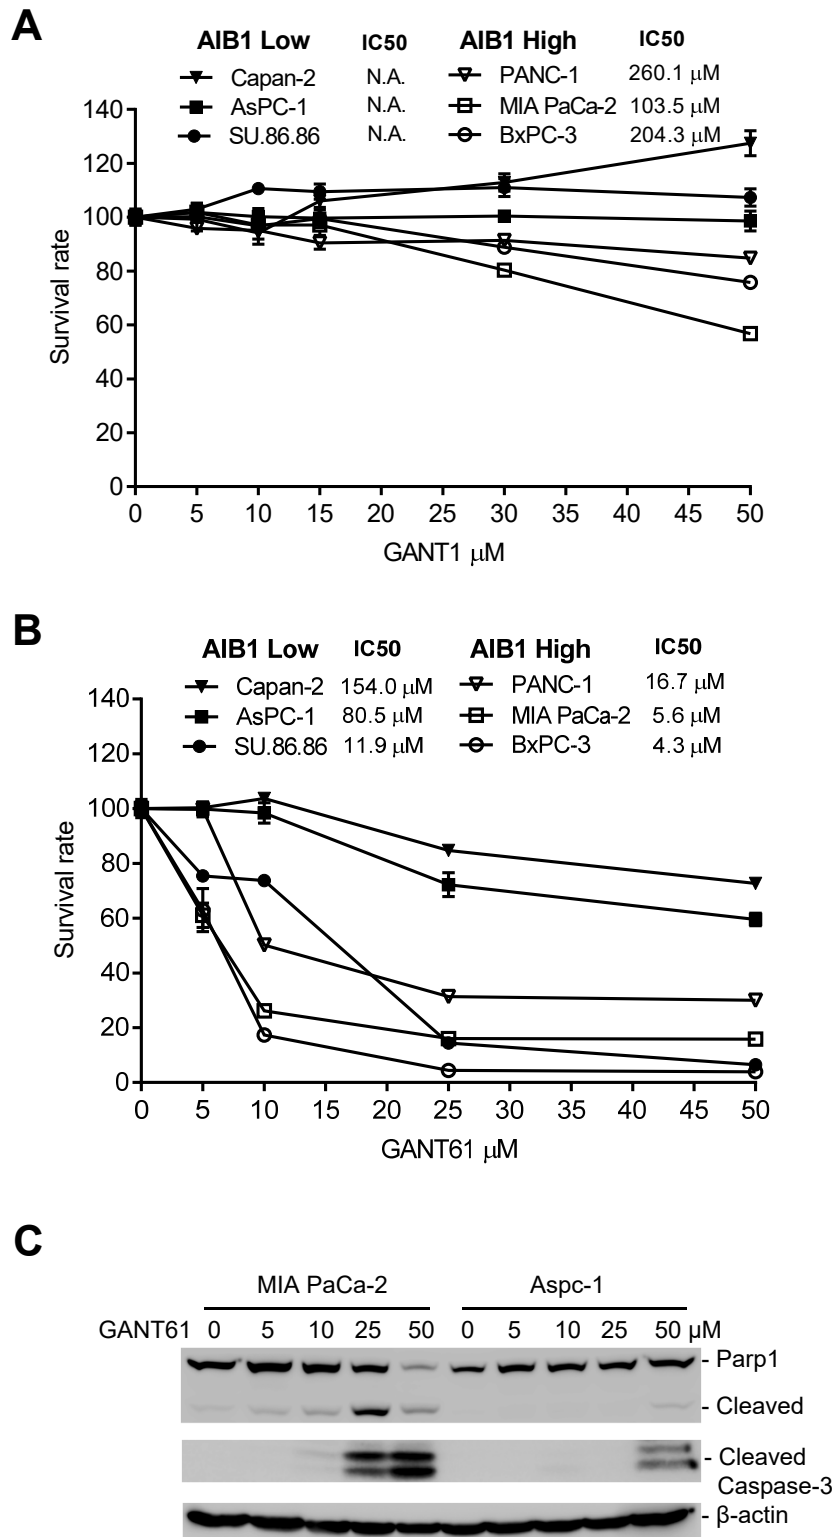 A
AIB1 Low IC50 AIB1 High IC50
Capan-2 N.A. PANC-1 260.1 μM
AsPC-1 N.A. MIA PaCa-2 103.5 μM
SU.86.86 N.A. BxPC-3 204.3 μM
140
120
100
80
60
40
20
0
Survival rate
0 5 10 15 20 25 30 35 40 45 50
GANT1 μM
B
AIB1 Low IC50 AIB1 High IC50
Capan-2 154.0 μM PANC-1 16.7 μM
AsPC-1 80.5 μM MIA PaCa-2 5.6 μM
SU.86.86 11.9 μM BxPC-3 4.3 μM
140
120
100
80
60
40
20
0
Survival rate
0 5 10 15 20 25 30 35 40 45 50
GANT61 μM
C
MIA PaCa-2 Aspc-1
GANT61 0 5 10 25 50 0 5 10 25 50 μM
- Parp1
- Cleaved
- Cleaved
Caspase-3
- β-actin